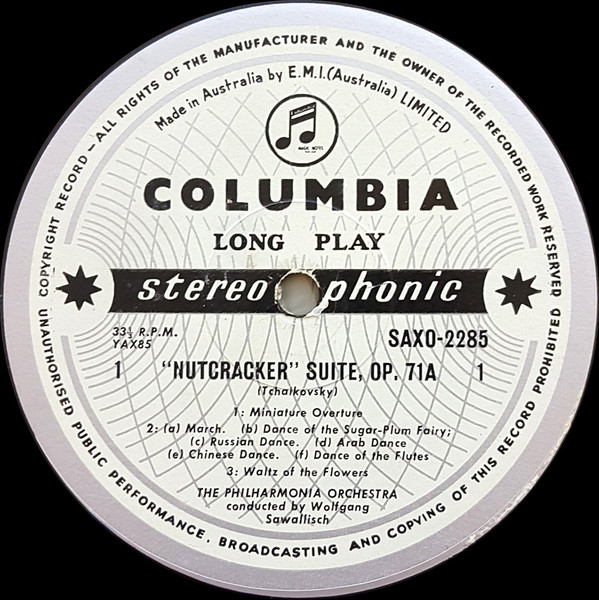 COPYRIGHT RECORD — ALL RIGHTS OF THE MANUFACTURER AND THE OWNER OF THE RECORDED WORK RESERVED
Made in Australia by E.M.I.(Australia) LIMITED
COLUMBIA
LONG PLAY
stereo phonic
33⅓ R.P.M.
YAX85
SAXO-2285
1 "NUTCRACKER" SUITE, OP. 71A 1
(Tchaikovsky)
1: Miniature Overture
2: (a) March. (b) Dance of the Sugar-Plum Fairy;
(c) Russian Dance. (d) Arab Dance
(e) Chinese Dance. (f) Dance of the Flutes
3: Waltz of the Flowers
THE PHILHARMONIA ORCHESTRA
conducted by Wolfgang
Sawallisch
UNAUTHORISED PUBLIC PERFORMANCE, BROADCASTING AND COPYING OF THIS RECORD PROHIBITED